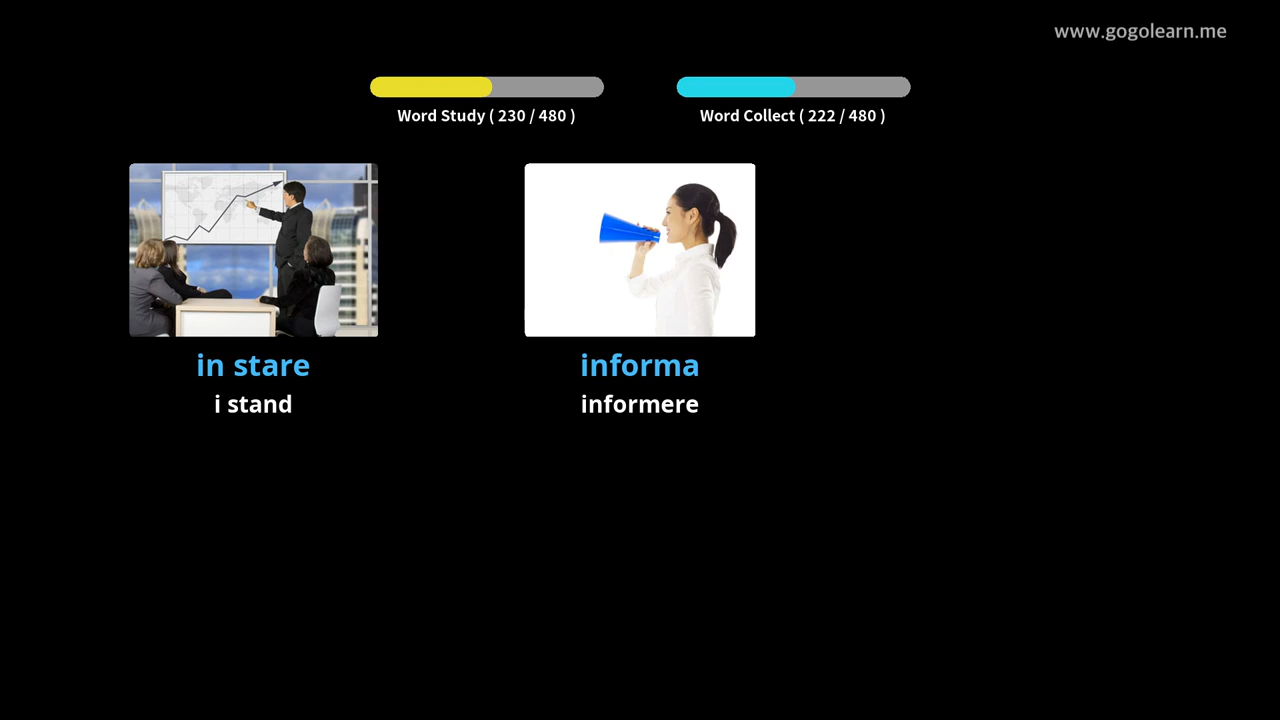 www.gogolearn.me
Word Study ( 230 / 480 )
Word Collect ( 222 / 480 )
in stare
i stand
informa
informere